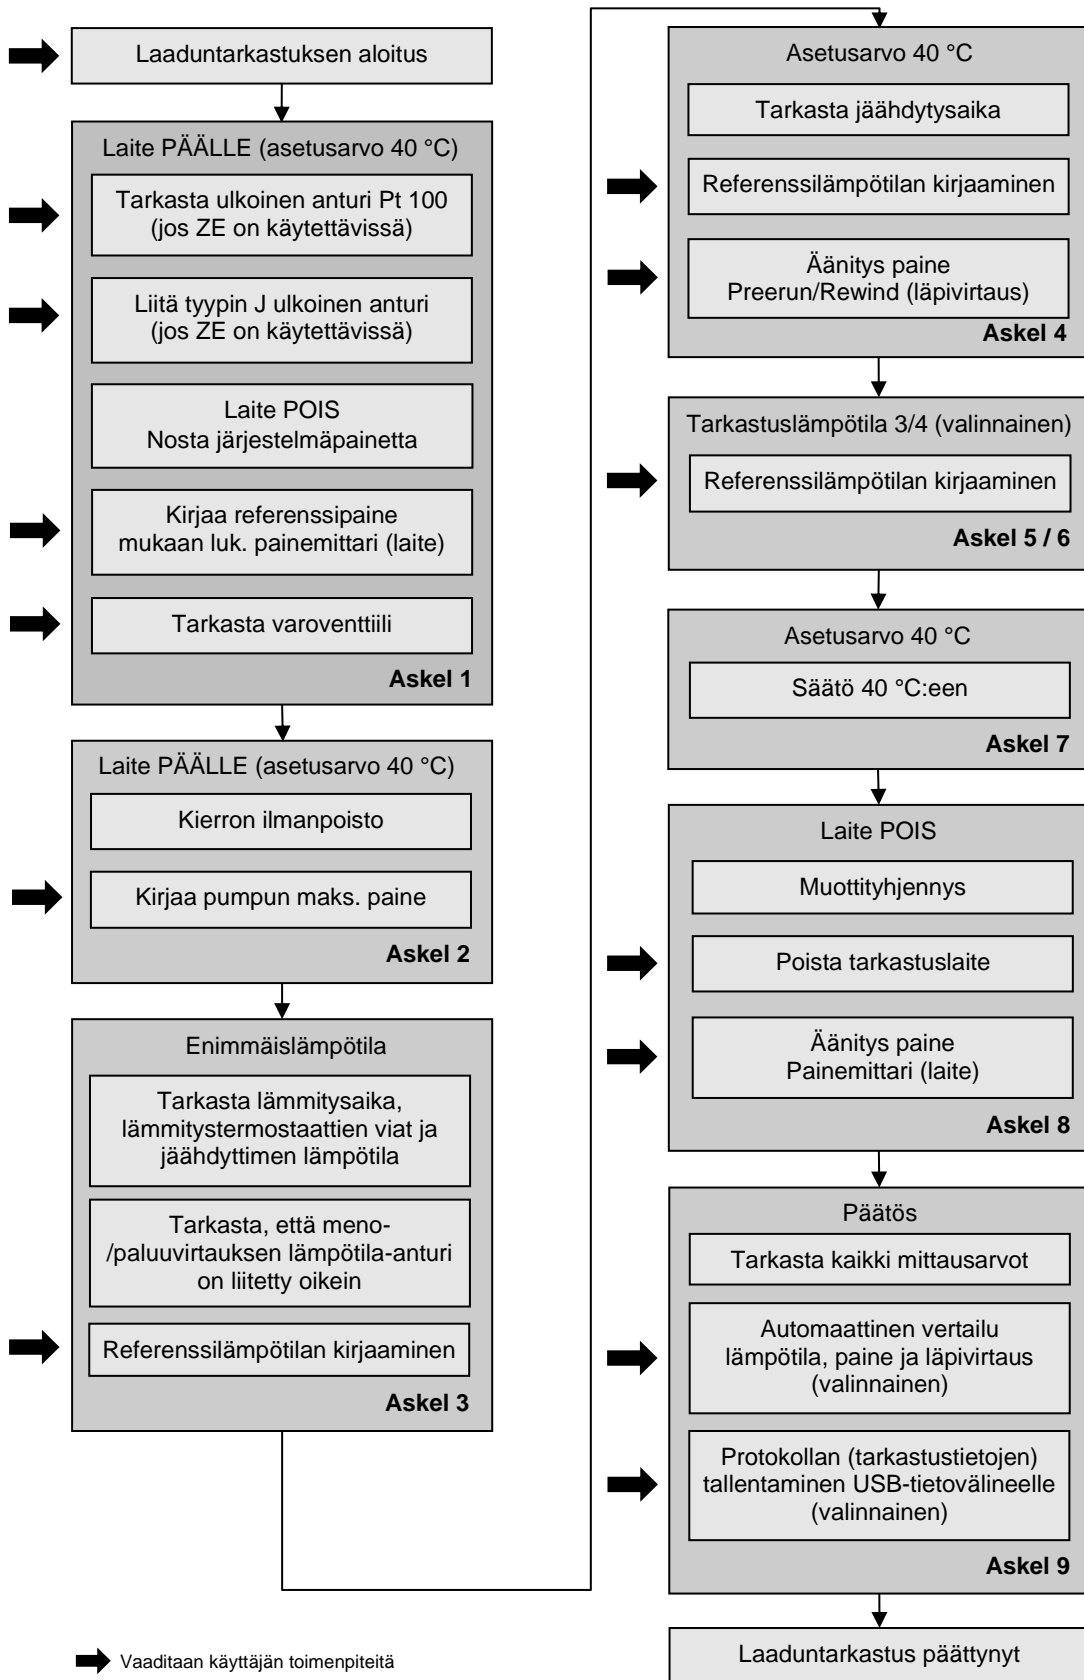 Laaduntarkastuksen aloitus
Laite PÄÄLLE (asetusarvo 40 °C)
Tarkasta ulkoinen anturi Pt 100
(jos ZE on käytettävissä)
Liitä tyypin J ulkoinen anturi
(jos ZE on käytettävissä)
Laite POIS
Nosta järjestelmäpainetta
Kirjaa referenssipaine
mukaan luk. painemittari (laite)
Tarkasta varoventtiili
Askel 1
Laite PÄÄLLE (asetusarvo 40 °C)
Kierron ilmanpoisto
Kirjaa pumpun maks. paine
Askel 2
Enimmäislämpötila
Tarkasta lämmitysaika,
lämmitystermostaattien viat ja
jäähdyttimen lämpötila
Tarkasta, että meno-
/paluuvirtauksen lämpötila-anturi
on liitetty oikein
Referenssilämpötilan kirjaaminen
Askel 3
Asetusarvo 40 °C
Tarkasta jäähdytysaika
Referenssilämpötilan kirjaaminen
Äänitys paine
Preerun/Rewind (läpivirtaus)
Askel 4
Tarkastuslämpötila 3/4 (valinnainen)
Referenssilämpötilan kirjaaminen
Askel 5 / 6
Asetusarvo 40 °C
Säätö 40 °C:een
Askel 7
Laite POIS
Muottityhjennys
Poista tarkastuslaite
Äänitys paine
Painemittari (laite)
Askel 8
Päätös
Tarkasta kaikki mittausarvot
Automaattinen vertailu
lämpötila, paine ja läpivirtaus
(valinnainen)
Protokollan (tarkastustietojen)
tallentaminen USB-tietovälineelle
(valinnainen)
Askel 9
Laaduntarkastus päättynyt
Vaaditaan käyttäjän toimenpiteitä